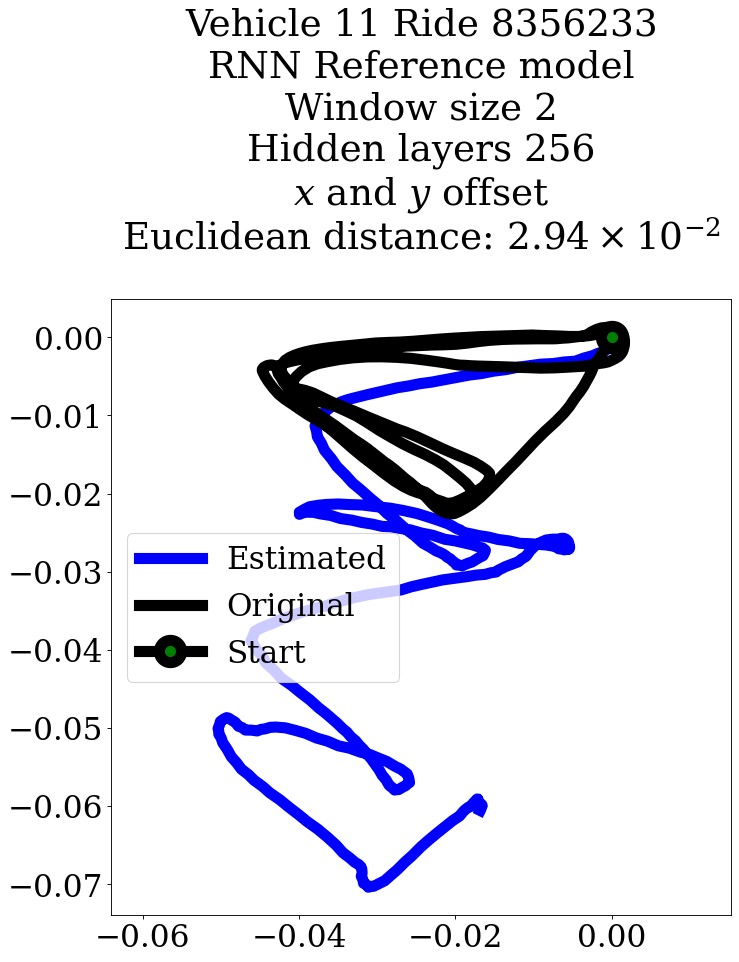 Vehicle 11 Ride 8356233
RNN Reference model
Window size 2
Hidden layers 256
x and y offset
Euclidean distance: 2.94 × 10⁻²
0.00
−0.01
−0.02
−0.03
−0.04
−0.05
−0.06
−0.07
Estimated
Original
Start
−0.06
−0.04
−0.02
0.00